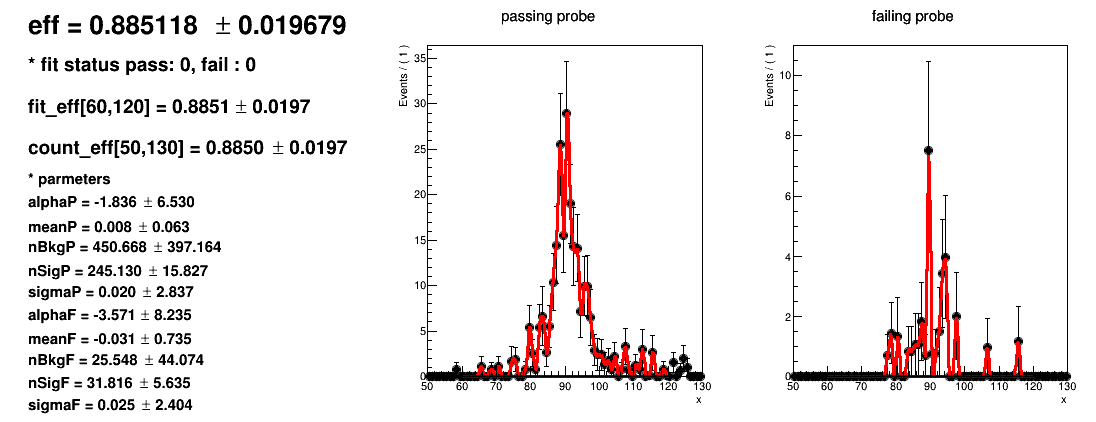 eff = 0.885118 ± 0.019679
* fit status pass: 0, fail : 0
fit_eff[60,120] = 0.8851 ± 0.0197
count_eff[50,130] = 0.8850 ± 0.0197
* parmeters
alphaP = -1.836 ± 6.530
meanP = 0.008 ± 0.063
nBkgP = 450.668 ± 397.164
nSigP = 245.130 ± 15.827
sigmaP = 0.020 ± 2.837
alphaF = -3.571 ± 8.235
meanF = -0.031 ± 0.735
nBkgF = 25.548 ± 44.074
nSigF = 31.816 ± 5.635
sigmaF = 0.025 ± 2.404
passing probe
Events / ( 1 )
35
30
25
20
15
10
5
0
50 60 70 80 90 100 110 120 130
x
failing probe
Events / ( 1 )
10
8
6
4
2
0
50 60 70 80 90 100 110 120 130
x